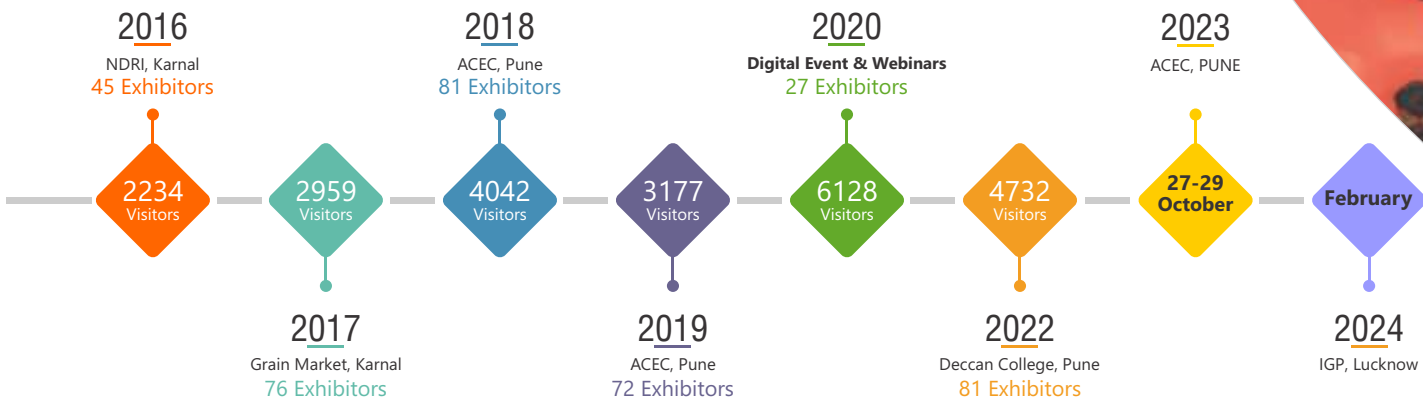 2016
NDRI, Karnal
45 Exhibitors
2234
Visitors
2959
Visitors
2017
Grain Market, Karnal
76 Exhibitors
2018
ACEC, Pune
81 Exhibitors
4042
Visitors
3177
Visitors
2019
ACEC, Pune
72 Exhibitors
2020
Digital Event & Webinars
27 Exhibitors
6128
Visitors
4732
Visitors
2022
Deccan College, Pune
81 Exhibitors
2023
ACEC, PUNE
27-29
October
February
2024
IGP, Lucknow